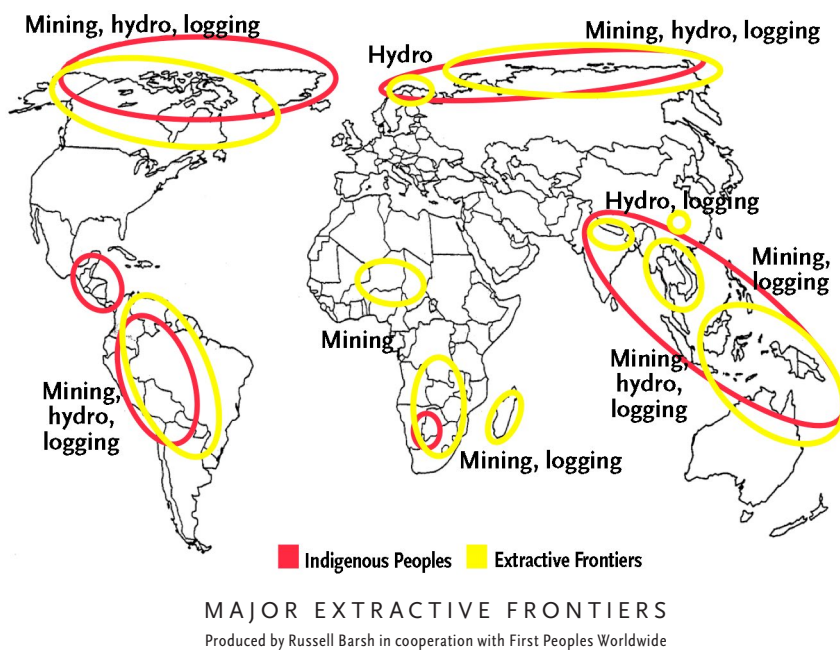 Mining, hydro, logging
Hydro
Mining, hydro, logging
Hydro, logging
Mining,
logging
Mining
Mining,
hydro,
logging
Mining,
hydro,
logging
Mining, logging
Indigenous Peoples
Extractive Frontiers
MAJOR EXTRACTIVE FRONTIERS
Produced by Russell Barsh in cooperation with First Peoples Worldwide